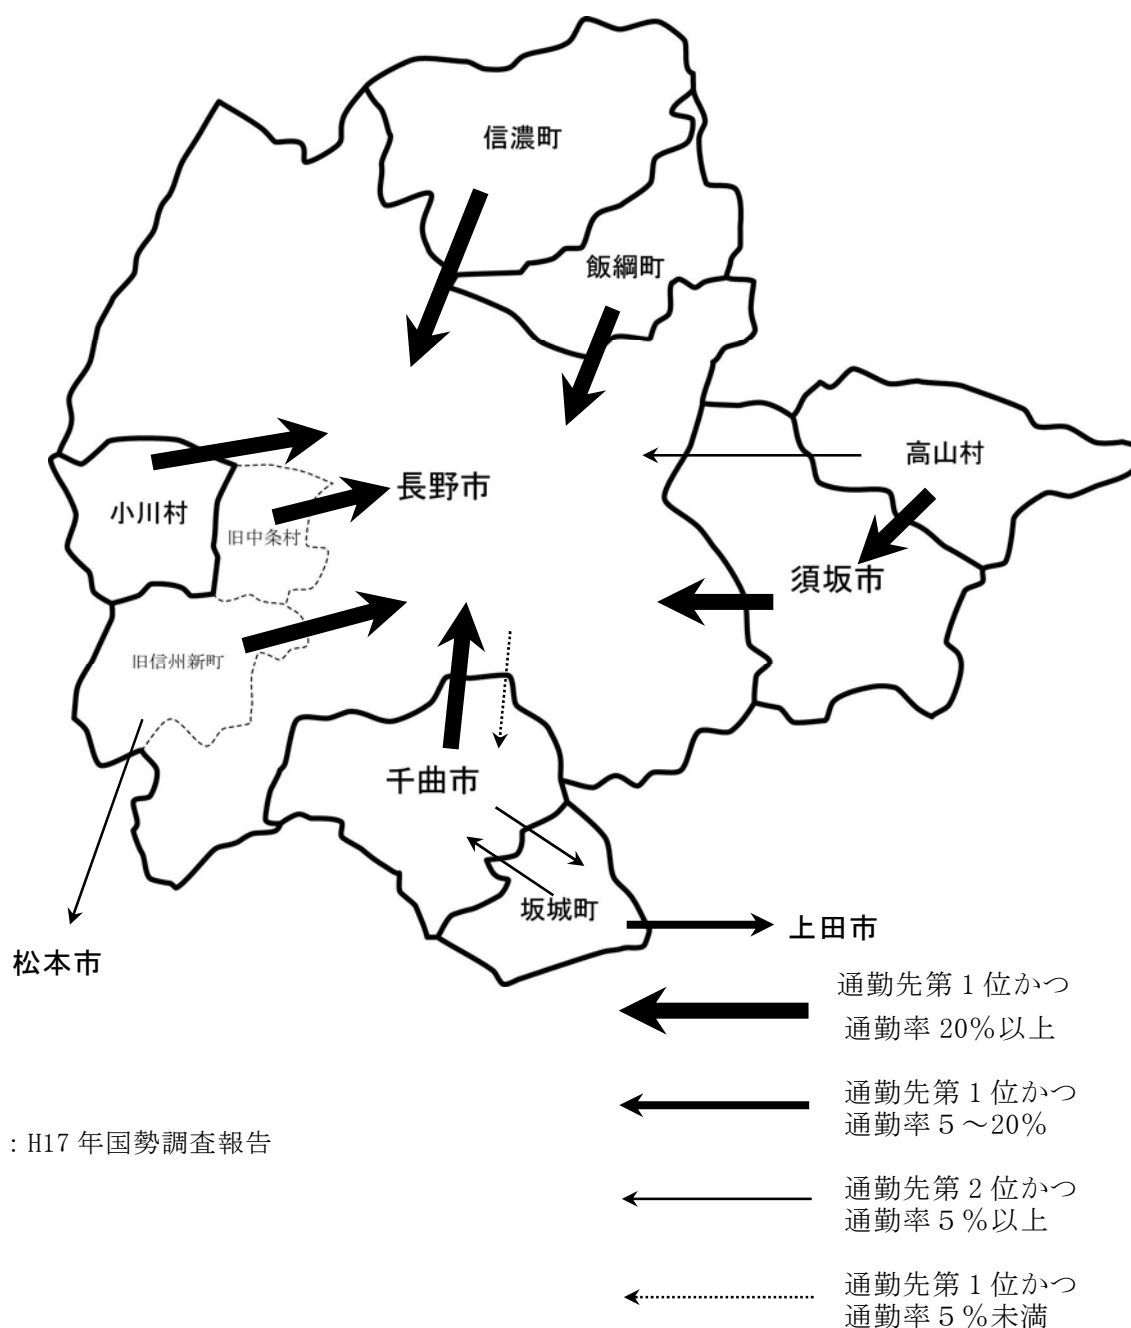 信濃町
飯綱町
高山村
長野市
小川村
旧中条村
須坂市
旧信州新町
千曲市
坂城町
上田市
松本市
通勤先第１位かつ
通勤率 20％以上
通勤先第１位かつ
通勤率５～20％
：H17 年国勢調査報告
通勤先第２位かつ
通勤率５％以上
通勤先第１位かつ
通勤率５％未満